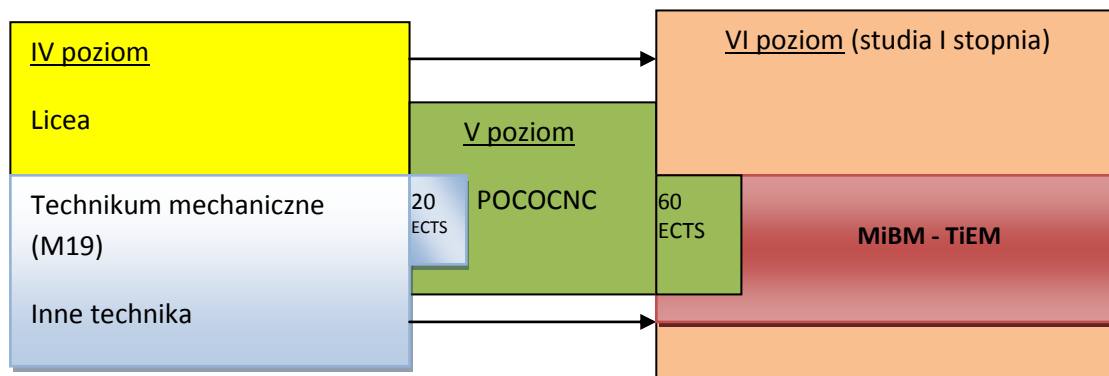 IV poziom
Licea
Technikum mechaniczne
(M19)
Inne technika
20
ECTS
V poziom
POCOCNC
60
ECTS
VI poziom (studia I stopnia)
MiBM - TiEM